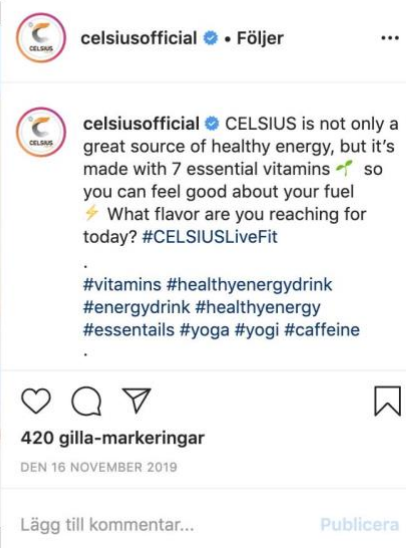 CELSIUS
celsiusofficial • Följer
CELSIUS
celsiusofficial CELSIUS is not only a
great source of healthy energy, but it's
made with 7 essential vitamins 🌱 so
you can feel good about your fuel
⚡ What flavor are you reaching for
today? #CELSIUSLiveFit
.
#vitamins #healthyenergydrink
#energydrink #healthyenergy
#essentails #yoga #yogi #caffeine
.
420 gilla-markeringar
DEN 16 NOVEMBER 2019
Lägg till kommentar... Publicera